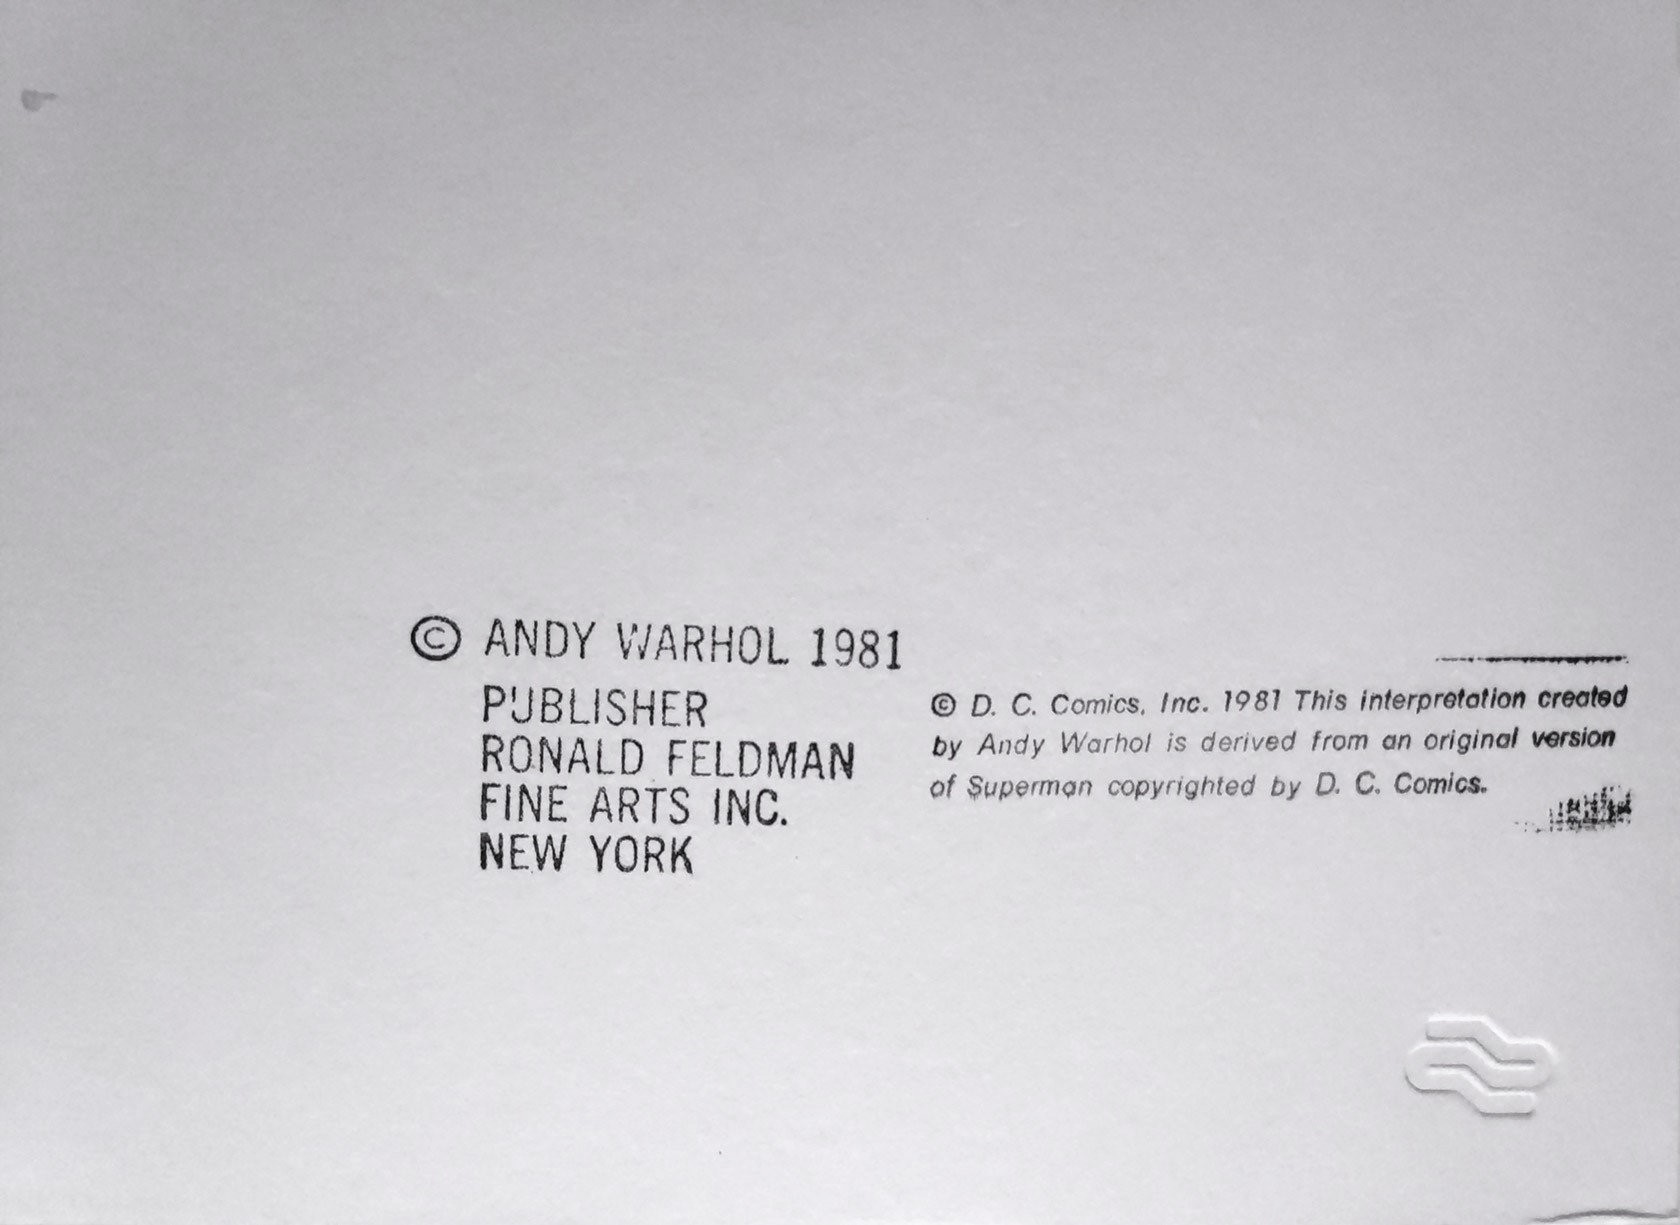 © ANDY WARHOL 1981
PUBLISHER
RONALD FELDMAN
FINE ARTS INC.
NEW YORK
© D. C. Comics, Inc. 1981 This interpretation created
by Andy Warhol is derived from an original version
of Superman copyrighted by D. C. Comics.